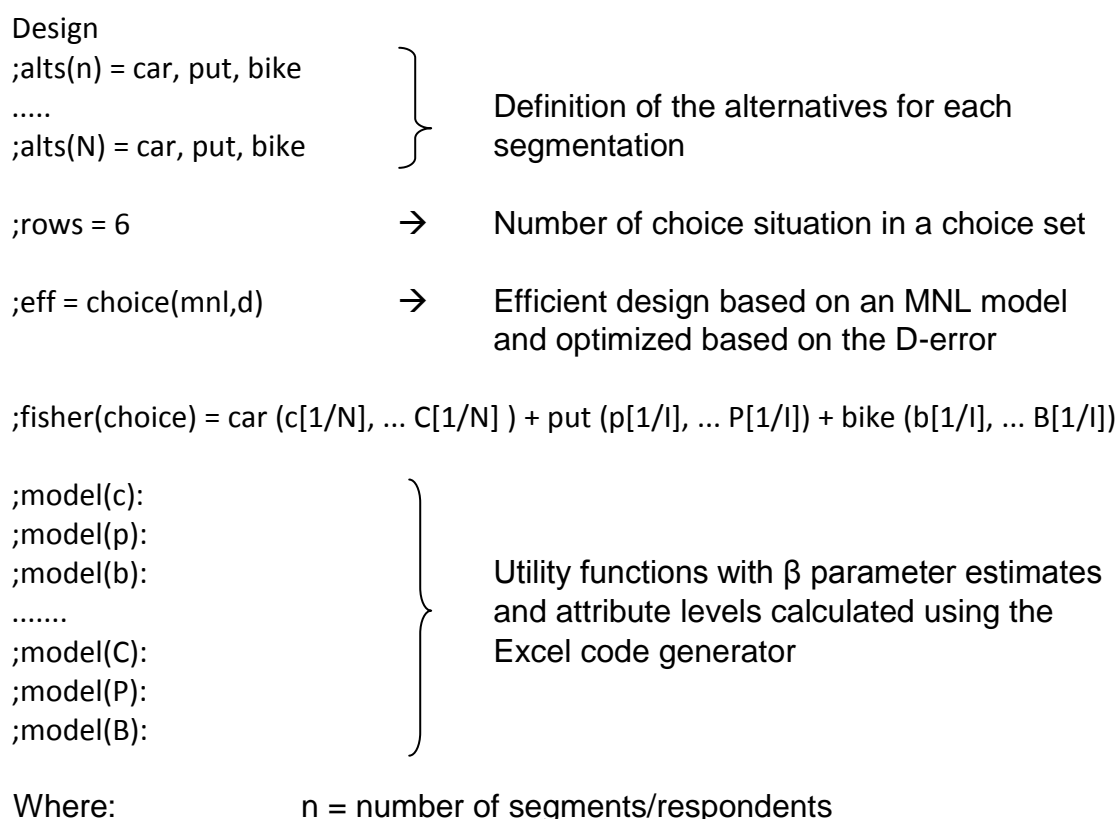 Design
;alts(n) = car, put, bike
.....
;alts(N) = car, put, bike
Definition of the alternatives for each
segmentation
;rows = 6 → Number of choice situation in a choice set
;eff = choice(mnl,d) → Efficient design based on an MNL model
and optimized based on the D-error
;fisher(choice) = car (c[1/N], ... C[1/N] ) + put (p[1/I], ... P[1/I]) + bike (b[1/I], ... B[1/I])
;model(c):
;model(p):
;model(b):
.......
;model(C):
;model(P):
;model(B):
Utility functions with β parameter estimates
and attribute levels calculated using the
Excel code generator
Where: n = number of segments/respondents